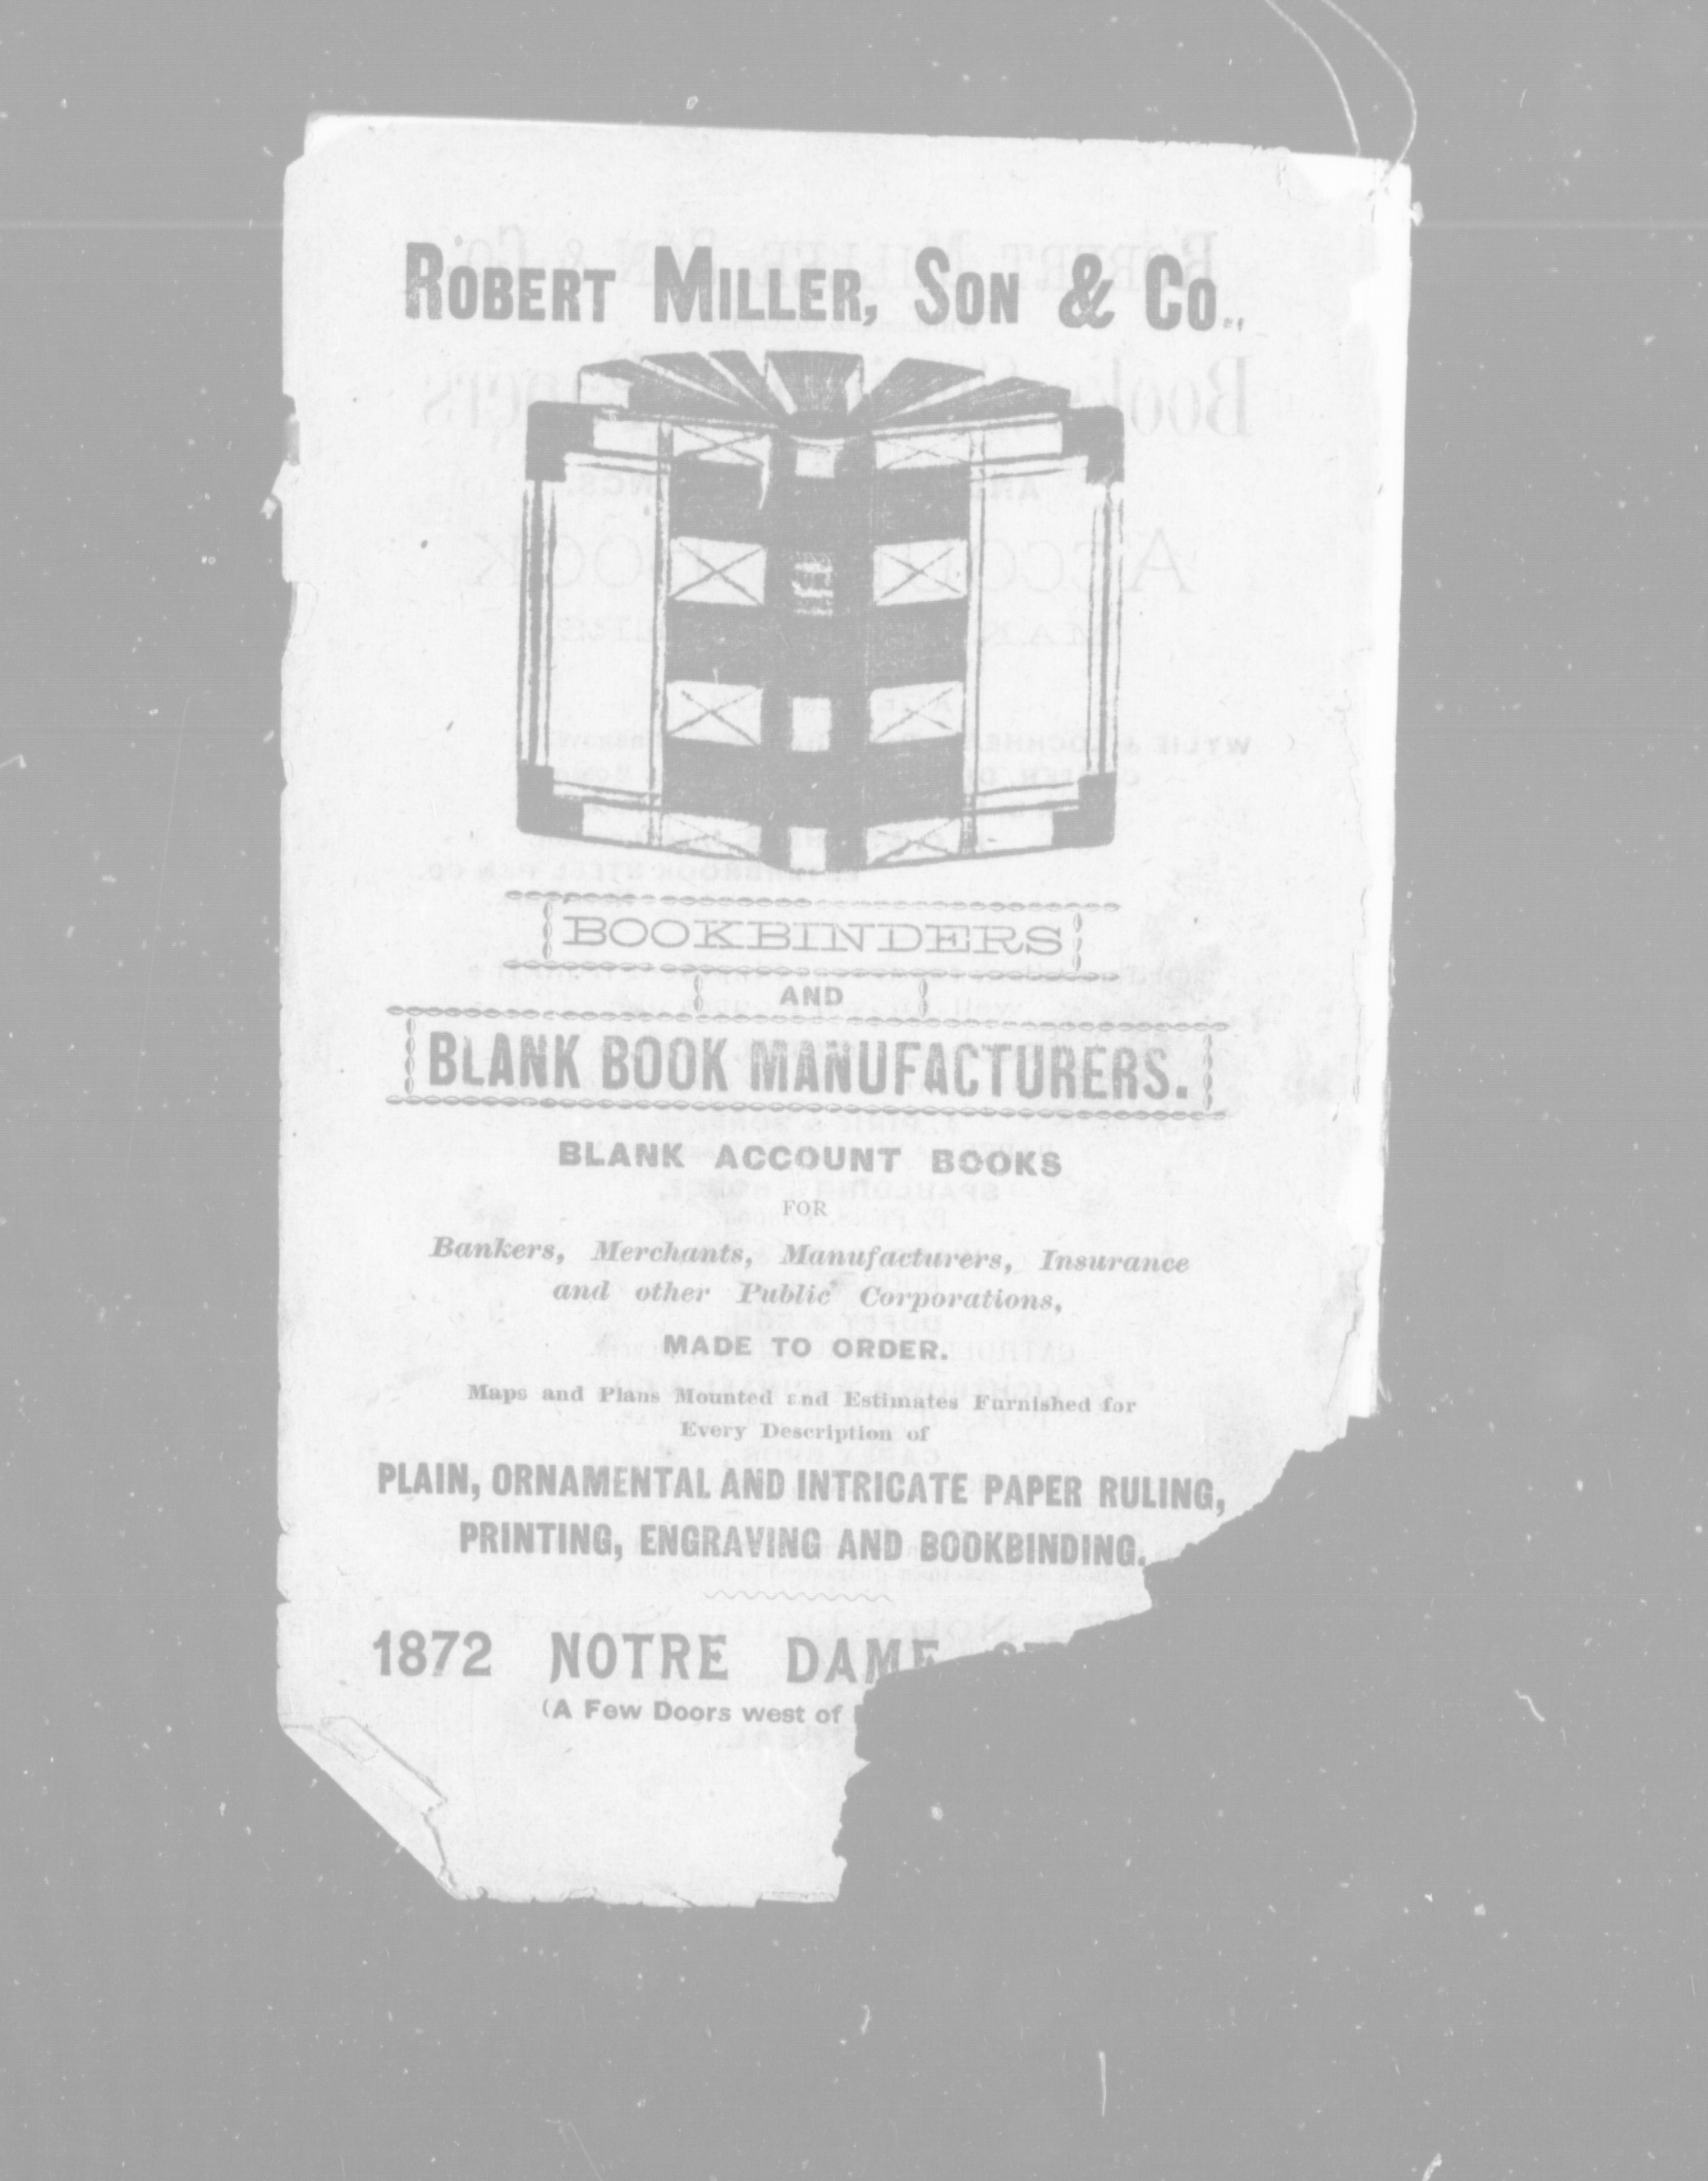 ROBERT MILLER, SON & CO.,
BOOKBINDERS
AND
BLANK BOOK MANUFACTURERS.
BLANK ACCOUNT BOOKS
FOR
Bankers, Merchants, Manufacturers, Insurance
and other Public Corporations,
MADE TO ORDER.
Maps and Plans Mounted and Estimates Furnished for
Every Description of
PLAIN, ORNAMENTAL AND INTRICATE PAPER RULING,
PRINTING, ENGRAVING AND BOOKBINDING.
1872 NOTRE DAME
(A Few Doors west of